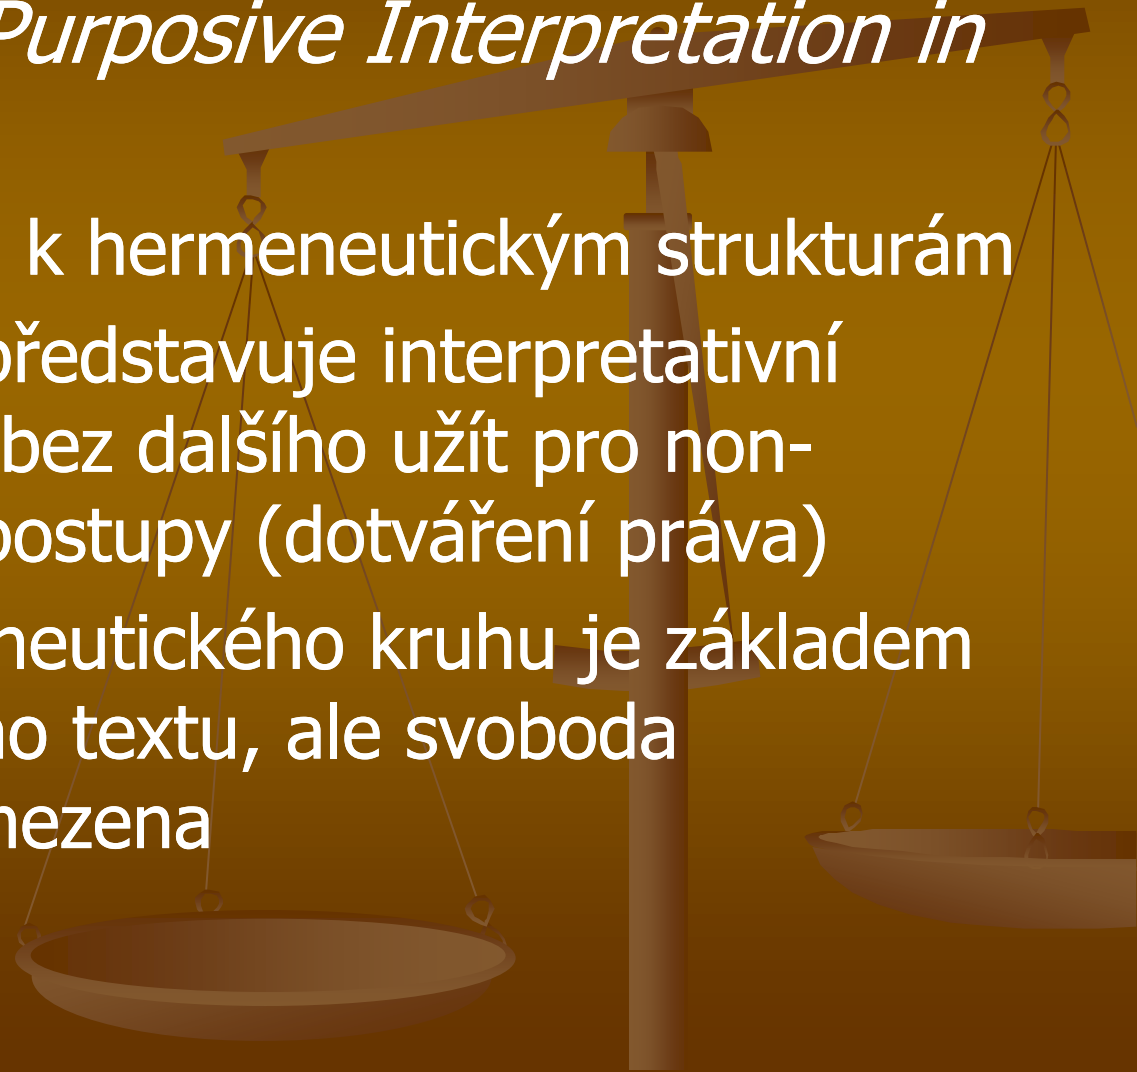 Purposive Interpretation in
k hermeneutickým strukturám
představuje interpretativní
bez dalšího užít pro non-
postupy (dotváření práva)
neutického kruhu je základem
ho textu, ale svoboda
mezena